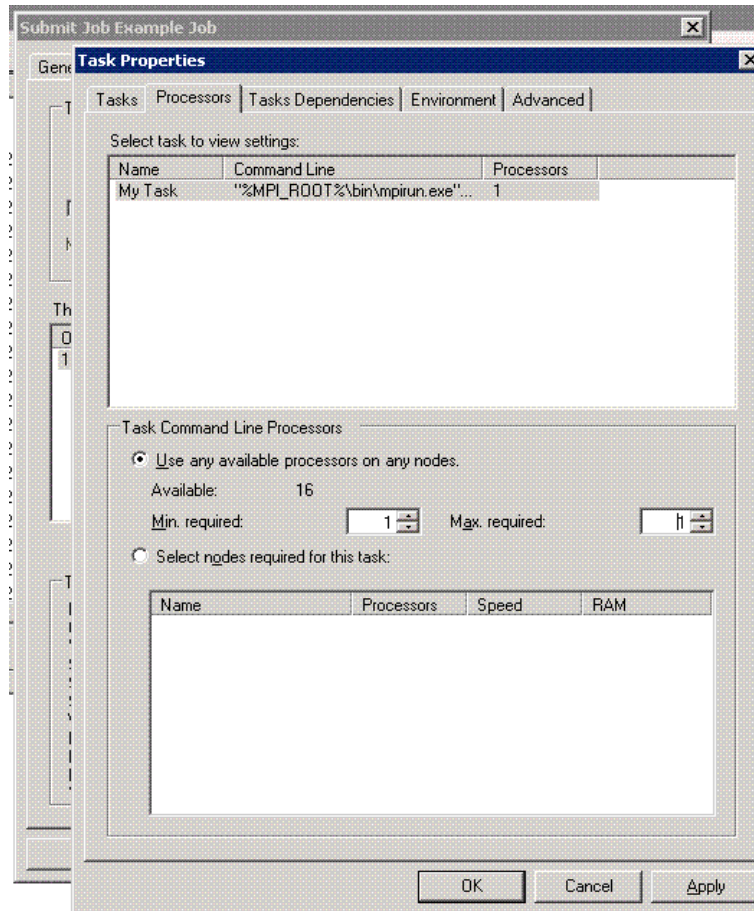 Submit Job Example Job
Gene
Task Properties
Tasks Processors Tasks Dependencies Environment Advanced
Select task to view settings:
Name Command Line Processors
My Task "%MPI_ROOT%\bin\mpirun.exe"... 1
Th
1
Task Command Line Processors
Use any available processors on any nodes.
Available: 16
Min. required: 1 Max. required: 1
Select nodes required for this task:
Name Processors Speed RAM
OK Cancel Apply